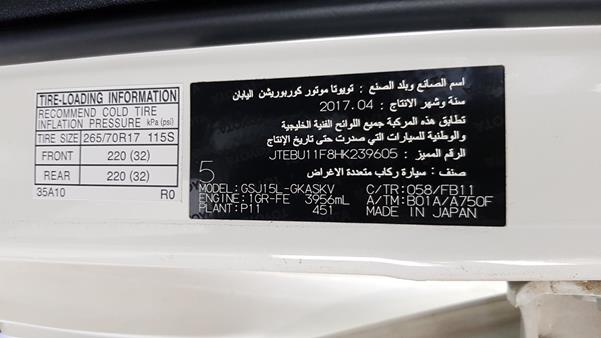 TIRE-LOADING INFORMATION
RECOMMEND COLD TIRE
INFLATION PRESSURE kPa (psi)
TIRE SIZE 265/70R17 115S
FRONT 220 (32)
REAR 220 (32)
35A10 R0
اسم الصانع وبلد الصنع : تويوتا موتور كوربوريشن اليابان
سنة وشهر الانتاج : 2017.04
تطابق هذه المركبة جميع اللوائح الفنية الخليجية
والوطنية للسيارات التي صدرت حتى تاريخ الانتاج
الرقم المميز : JTEBU11F8HK239605
صنف : سيارة ركاب متعددة الاغراض
5
MODEL: GSJ15L-GKASKV C/TR: 058/FB11
ENGINE: 1GR-FE 3956mL A/TM: B01A/A750F
PLANT: P11 451 MADE IN JAPAN